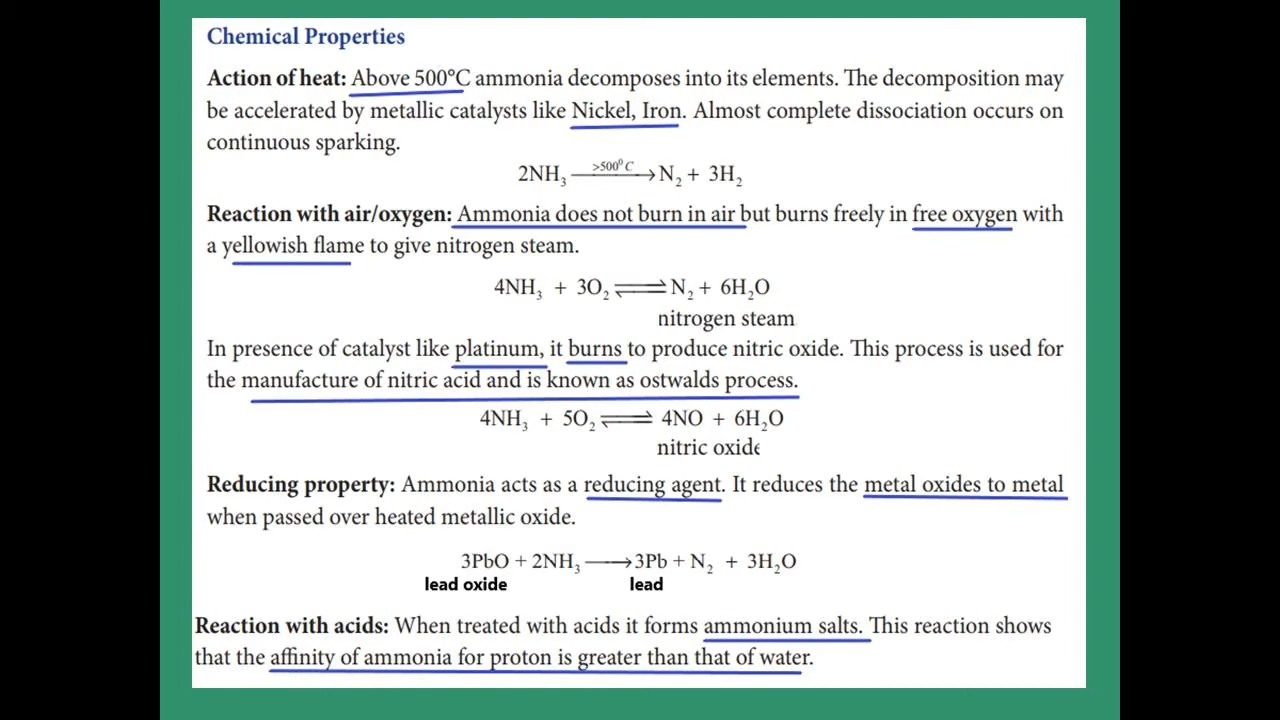 Chemical Properties
Action of heat: Above 500°C ammonia decomposes into its elements. The decomposition may
be accelerated by metallic catalysts like Nickel, Iron. Almost complete dissociation occurs on
continuous sparking.
2NH₃ >500⁰C → N₂ + 3H₂
Reaction with air/oxygen: Ammonia does not burn in air but burns freely in free oxygen with
a yellowish flame to give nitrogen steam.
4NH₃ + 3O₂ ⇌ N₂ + 6H₂O
nitrogen steam
In presence of catalyst like platinum, it burns to produce nitric oxide. This process is used for
the manufacture of nitric acid and is known as ostwalds process.
4NH₃ + 5O₂ ⇌ 4NO + 6H₂O
nitric oxide
Reducing property: Ammonia acts as a reducing agent. It reduces the metal oxides to metal
when passed over heated metallic oxide.
3PbO + 2NH₃ ⟶ 3Pb + N₂ + 3H₂O
lead oxide lead
Reaction with acids: When treated with acids it forms ammonium salts. This reaction shows
that the affinity of ammonia for proton is greater than that of water.